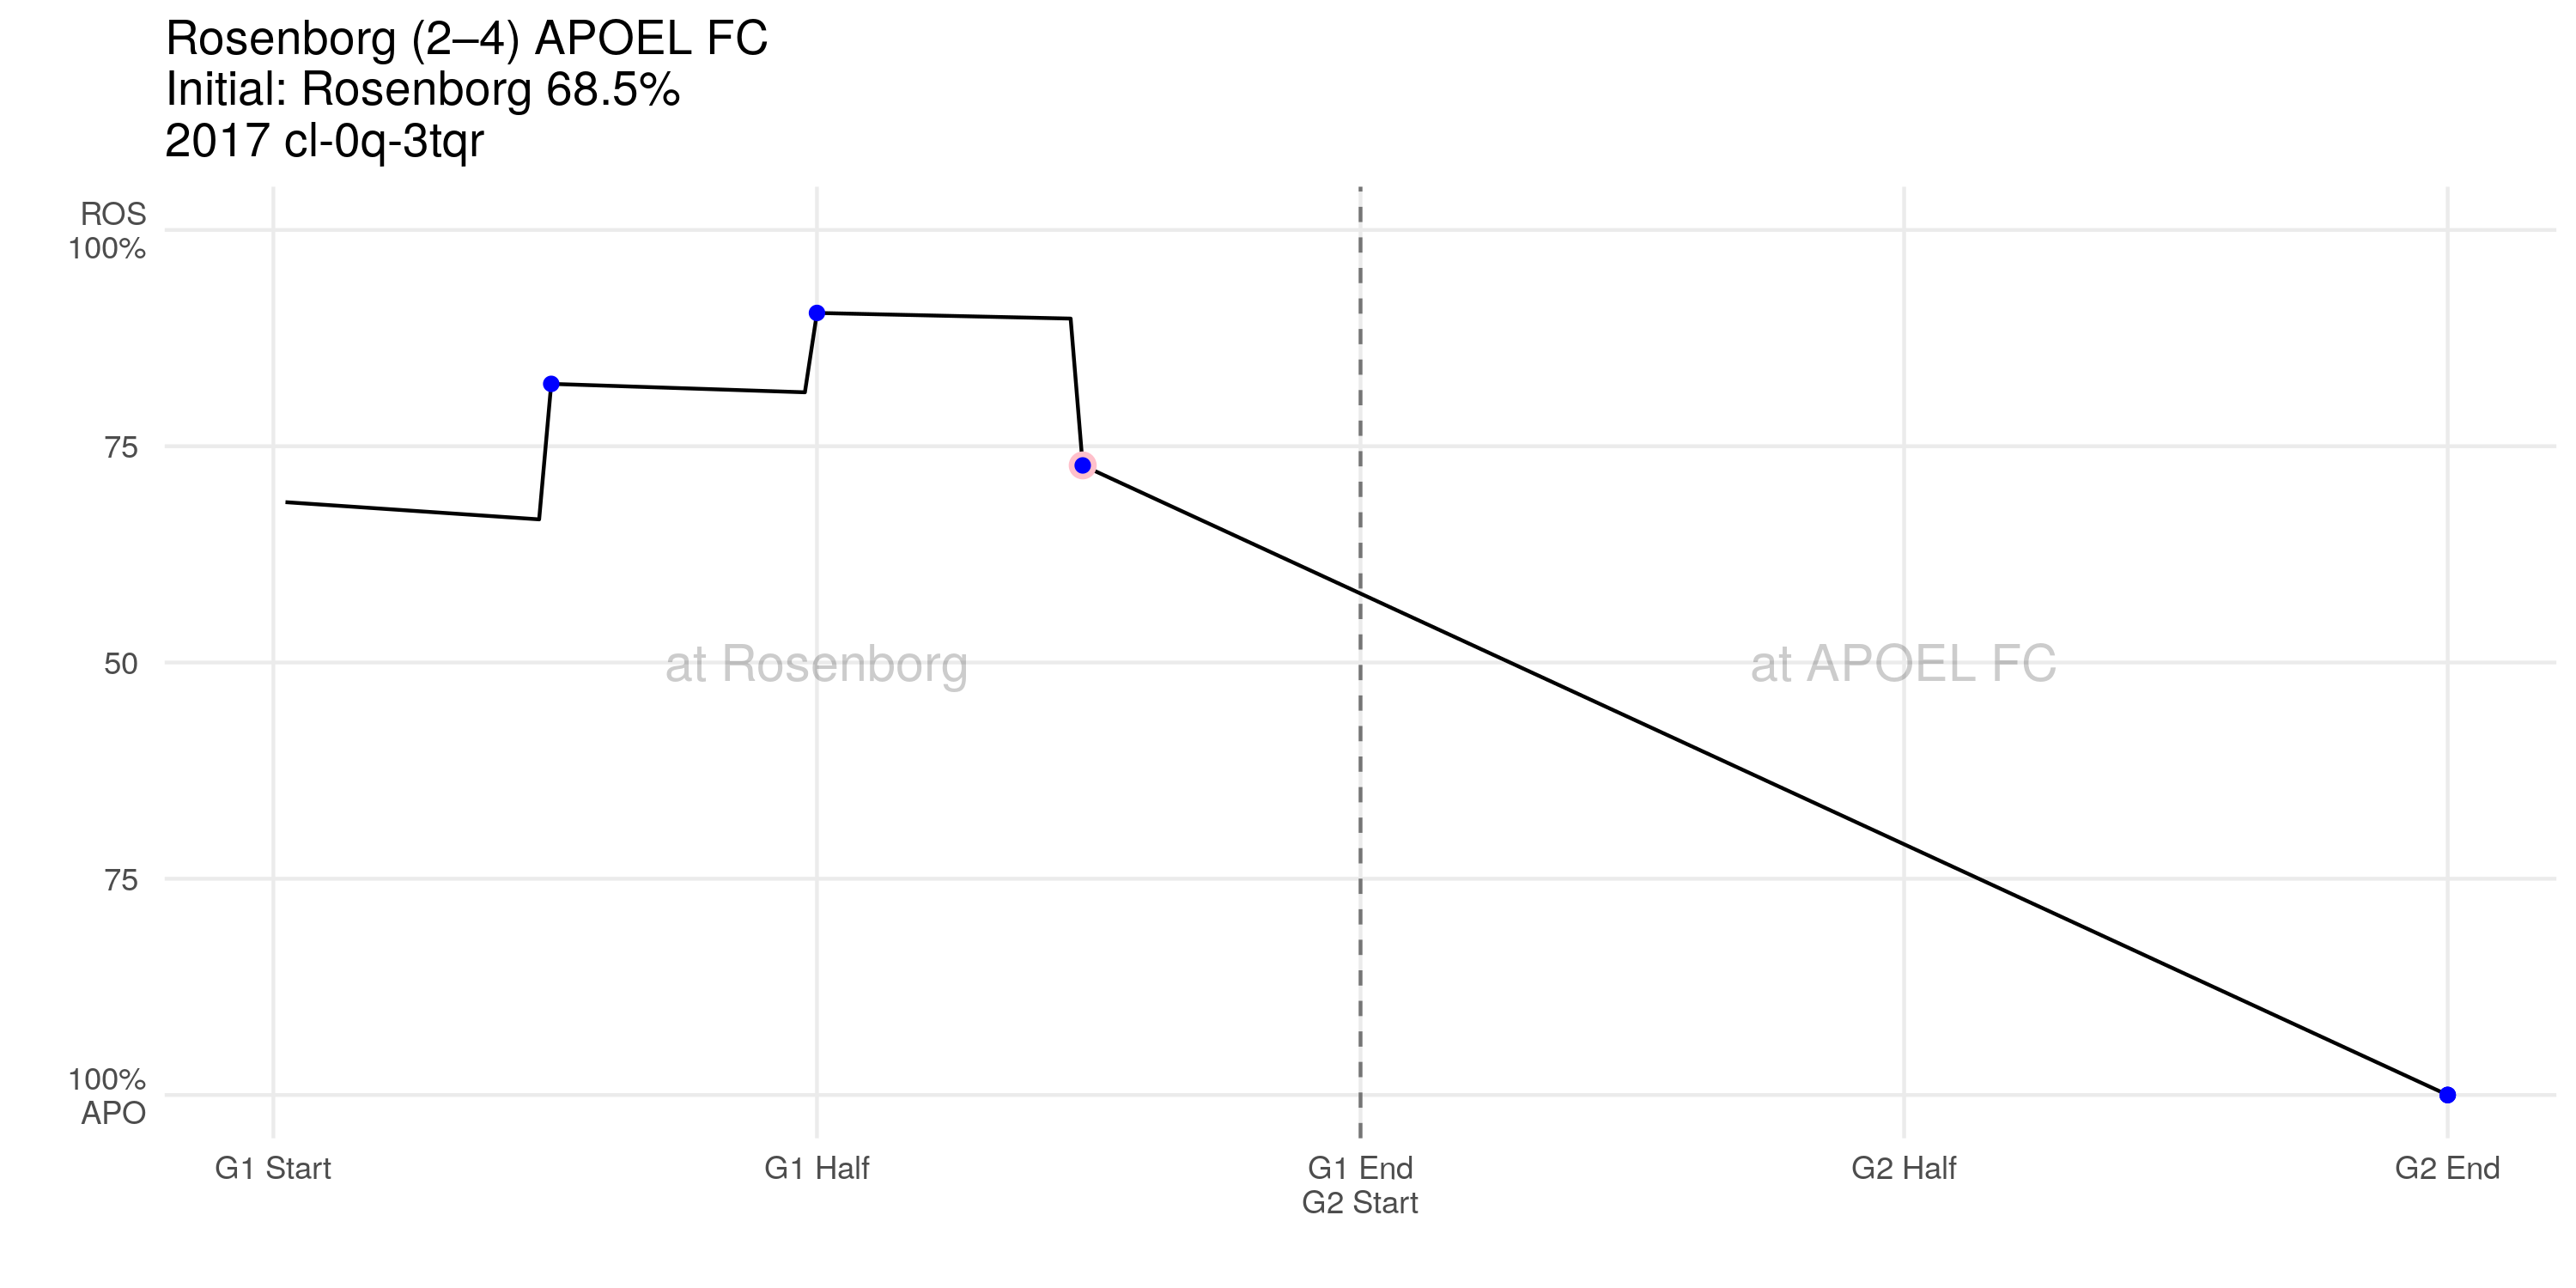 Rosenborg (2–4) APOEL FC
Initial: Rosenborg 68.5%
2017 cl-0q-3tqr
ROS
100%
75
50
75
100%
APO
at Rosenborg
at APOEL FC
G1 Start
G1 Half
G1 End
G2 Start
G2 Half
G2 End